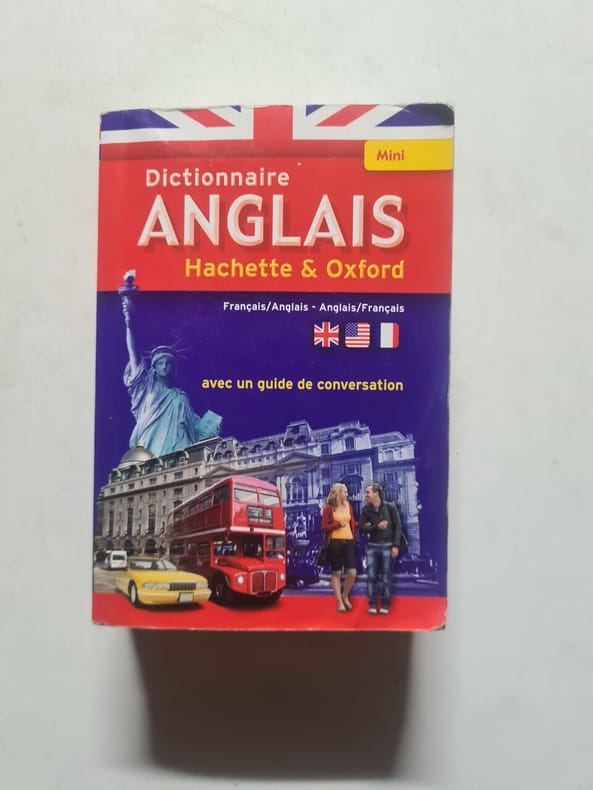 Mini
Dictionnaire
ANGLAIS
Hachette & Oxford
Français/Anglais - Anglais/Français
avec un guide de conversation